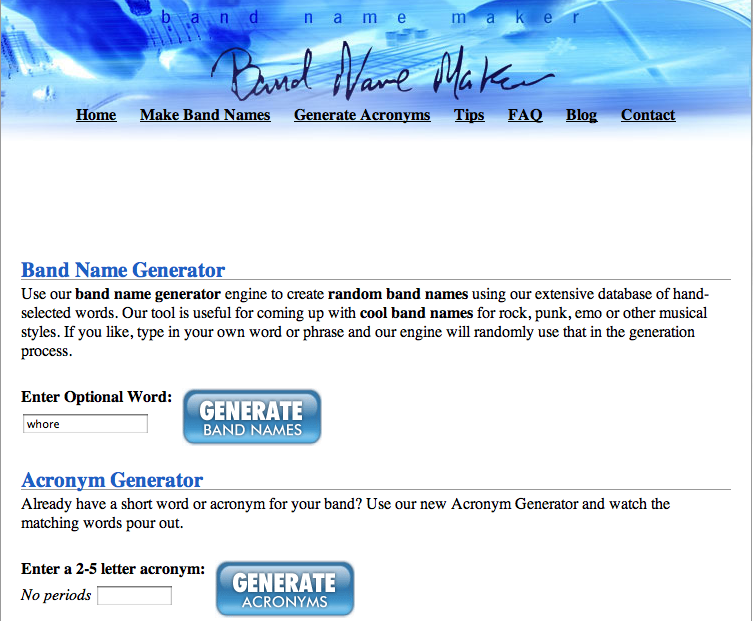 band name maker
Band Name Maker
Home Make Band Names Generate Acronyms Tips FAQ Blog Contact
Band Name Generator
Use our band name generator engine to create random band names using our extensive database of hand-
selected words. Our tool is useful for coming up with cool band names for rock, punk, emo or other musical
styles. If you like, type in your own word or phrase and our engine will randomly use that in the generation
process.
Enter Optional Word:
whore
GENERATE
BAND NAMES
Acronym Generator
Already have a short word or acronym for your band? Use our new Acronym Generator and watch the
matching words pour out.
Enter a 2-5 letter acronym:
No periods
GENERATE
ACRONYMS